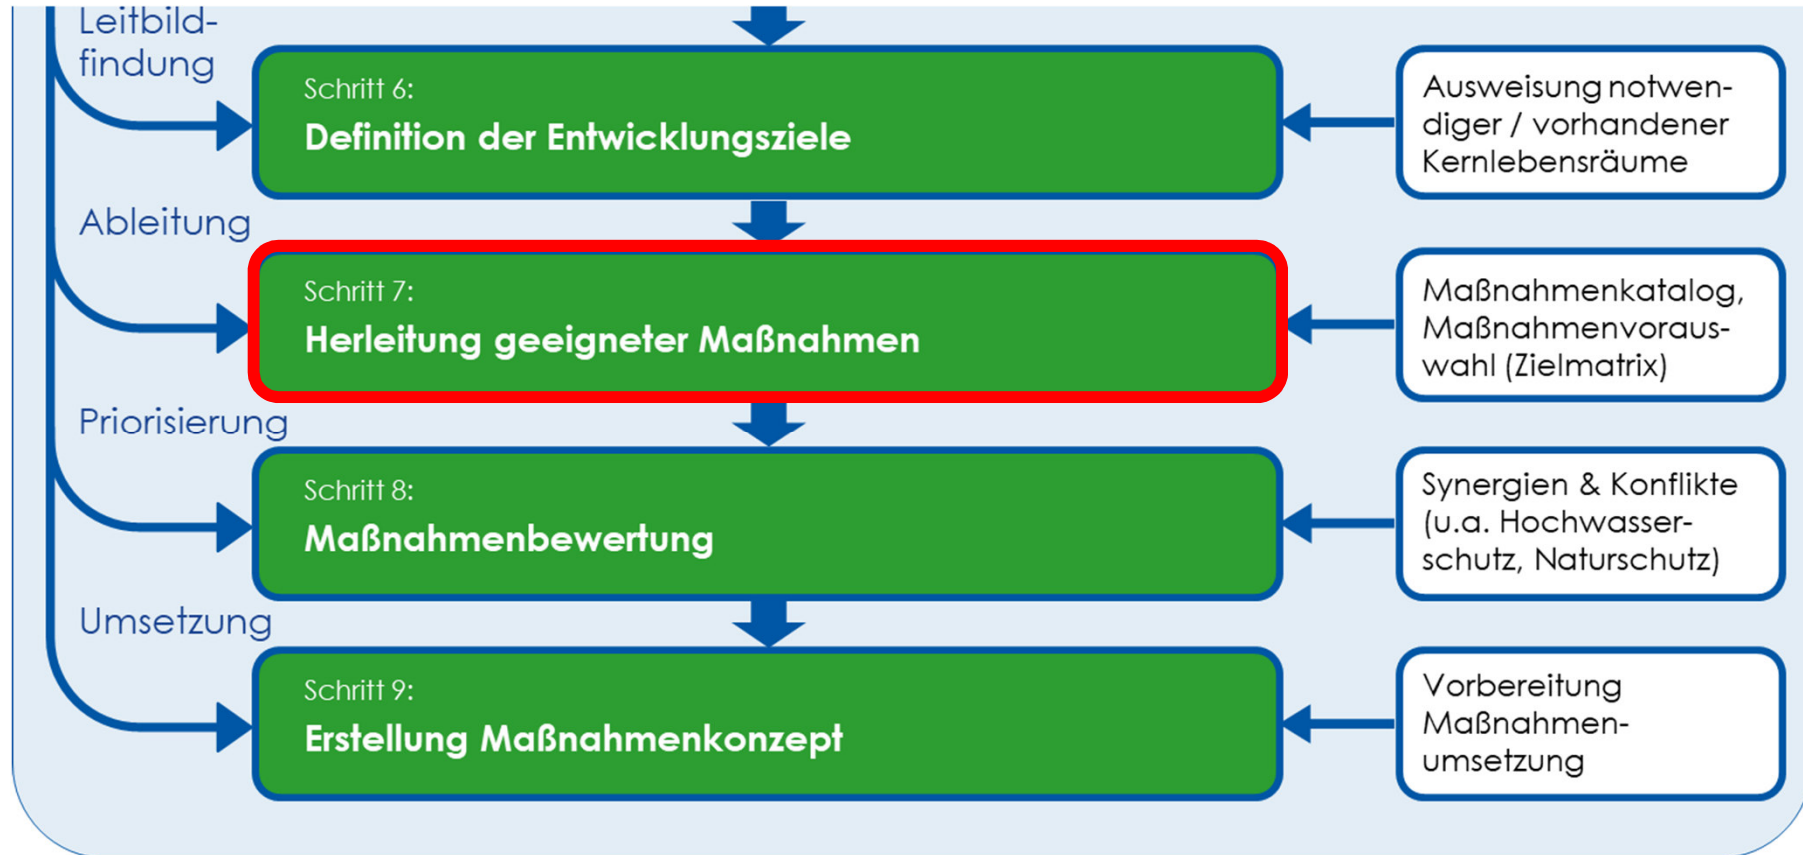 Leitbild-
findung
Schritt 6:
Definition der Entwicklungsziele
Ausweisung notwen-
diger / vorhandener
Kernlebensräume
Ableitung
Schritt 7:
Herleitung geeigneter Maßnahmen
Maßnahmenkatalog,
Maßnahmenvoraus-
wahl (Zielmatrix)
Priorisierung
Schritt 8:
Maßnahmenbewertung
Synergien & Konflikte
(u.a. Hochwasser-
schutz, Naturschutz)
Umsetzung
Schritt 9:
Erstellung Maßnahmenkonzept
Vorbereitung
Maßnahmen-
umsetzung